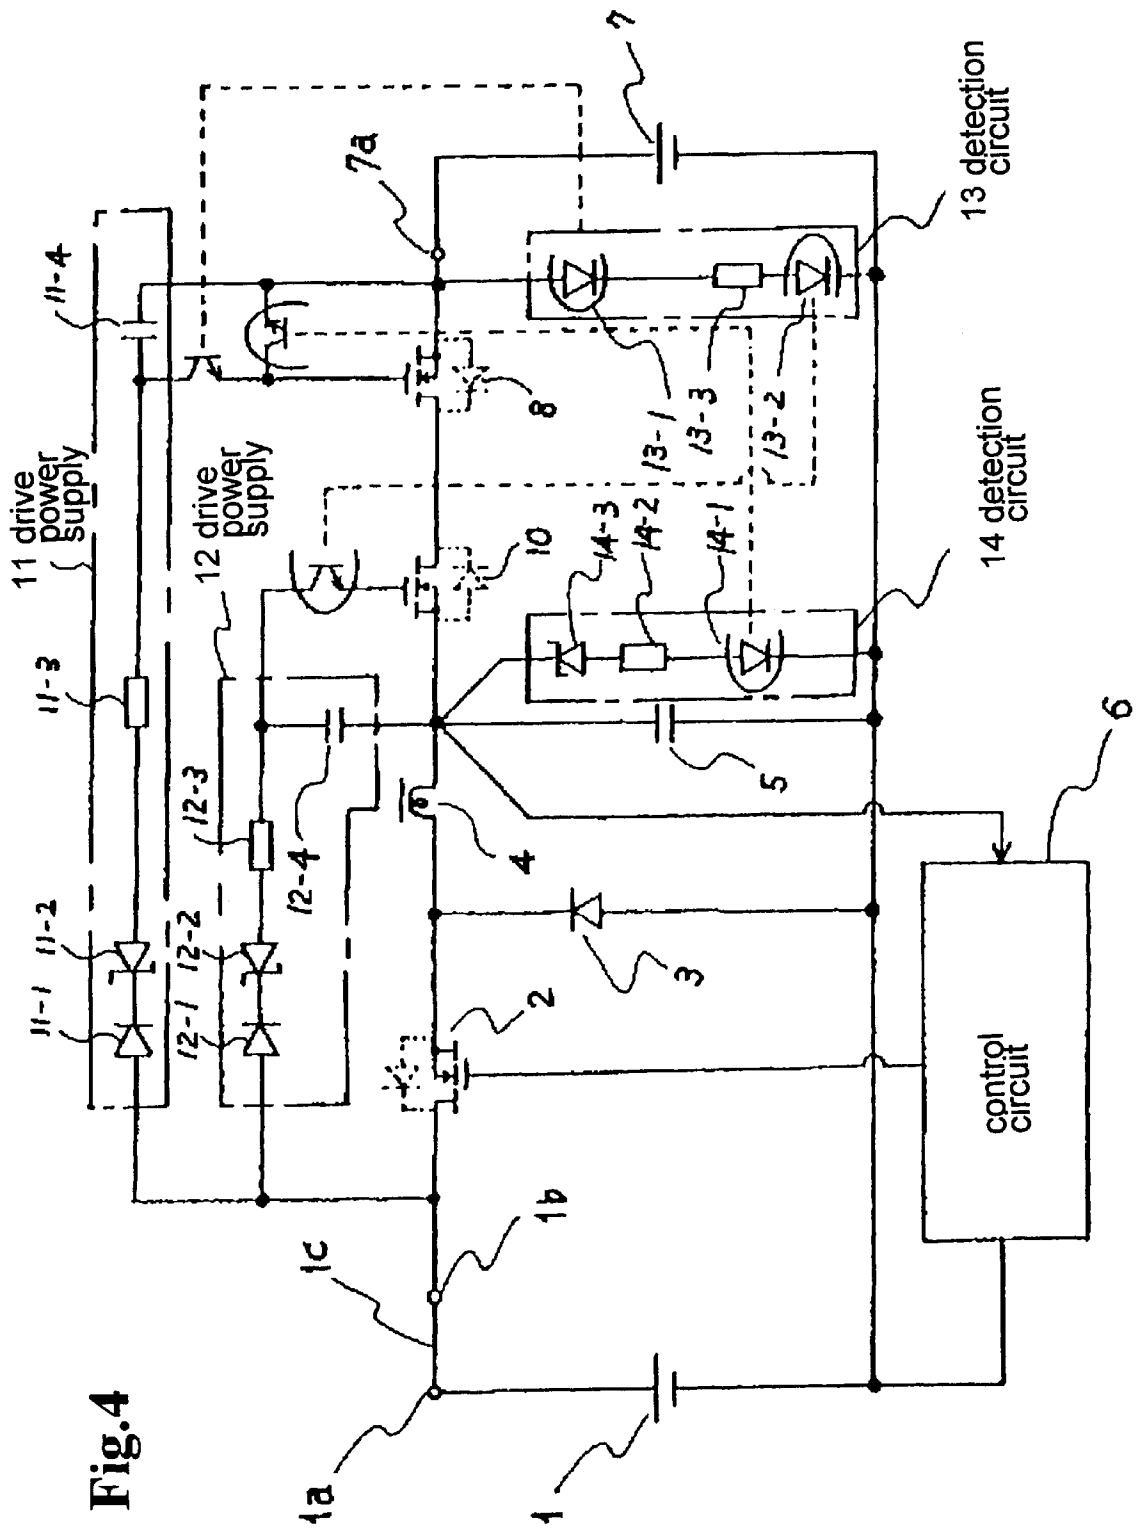 Fig.4
11 drive
power
supply
11-1
11-2
11-3
11-4
12 drive
power
supply
12-1
12-2
12-3
12-4
1a
1c
1b
1
2
3
4
5
10
8
7a
7
14-3
14-2
14-1
13-1
13-3
13-2
14 detection
circuit
13 detection
circuit
control
circuit
6